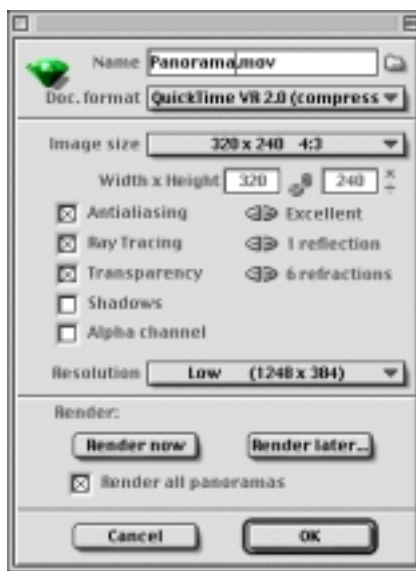 Name Panorama.mov
Doc. format QuickTime VR 2.0 (compress
Image size 320 x 240 4:3
Width x Height 320 240
Antialiasing Excellent
Ray Tracing 1 reflection
Transparency 6 refractions
Shadows
Alpha channel
Resolution Low (1248 x 384)
Render:
Render now Render later...
Render all panoramas
Cancel OK